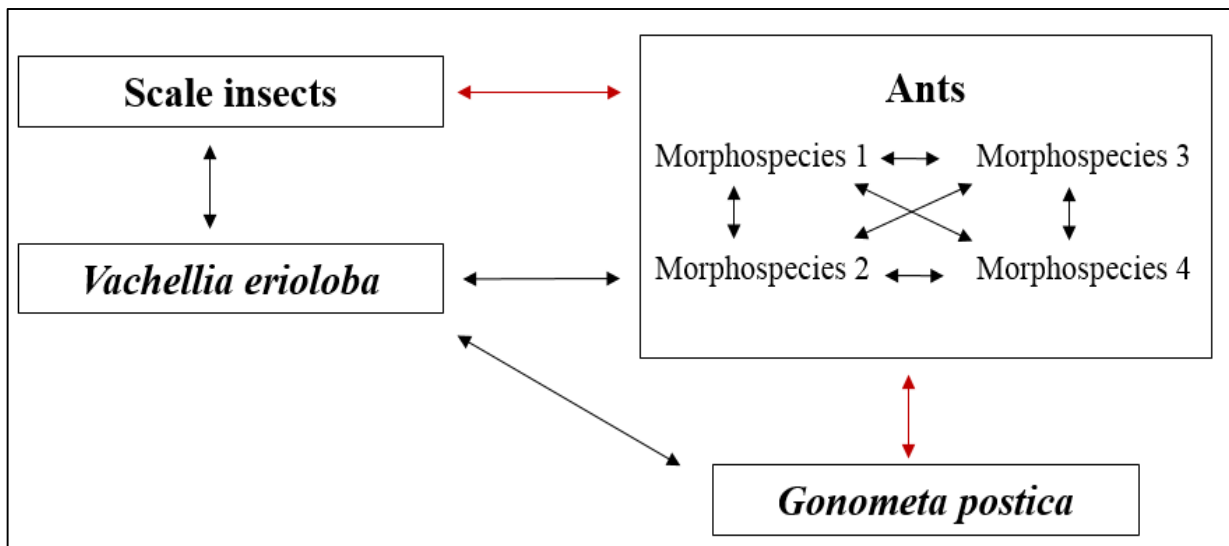 Scale insects
Ants
Morphospecies 1
Morphospecies 3
Vachellia erioloba
Morphospecies 2
Morphospecies 4
Gonometa postica